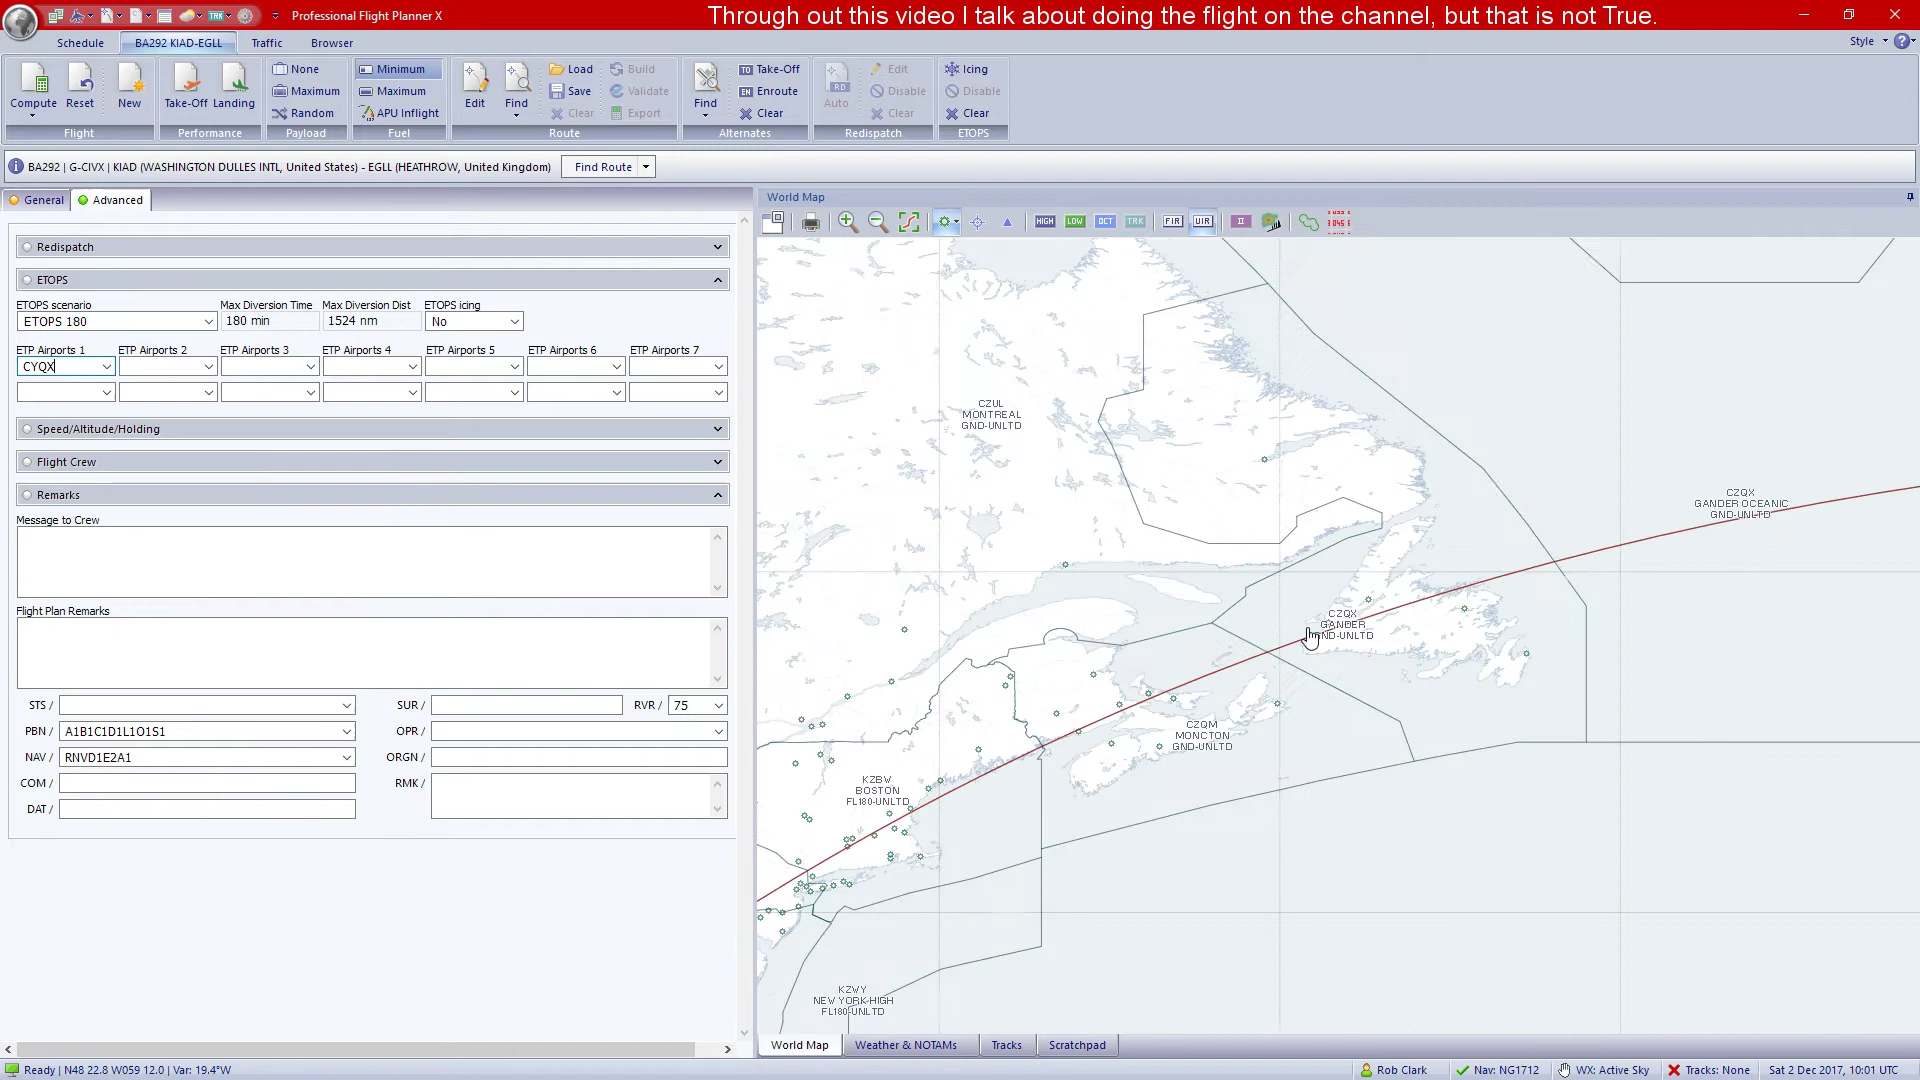 Professional Flight Planner X
Through out this video I talk about doing the flight on the channel, but that is not True.
Schedule
BA292 KIAD-EGLL
Traffic
Browser
Style
Compute
Reset
New
Flight
Take-Off
Landing
Performance
None
Maximum
Random
Payload
Minimum
Maximum
APU Inflight
Fuel
Edit
Find
Load
Save
Clear
Build
Validate
Export
Route
Find
TO Take-Off
EN Enroute
Clear
Alternates
RD
Auto
Edit
Disable
Clear
Redispatch
Icing
Disable
Clear
ETOPS
BA292 | G-CIVX | KIAD (WASHINGTON DULLES INTL, United States) - EGLL (HEATHROW, United Kingdom)
Find Route
General
Advanced
World Map
HIGH
LOW
DCT
TRK
FIR
UIR
Redispatch
ETOPS
ETOPS scenario
Max Diversion Time
Max Diversion Dist
ETOPS icing
ETOPS 180
180 min
1524 nm
No
ETP Airports 1
ETP Airports 2
ETP Airports 3
ETP Airports 4
ETP Airports 5
ETP Airports 6
ETP Airports 7
CYQX
Speed/Altitude/Holding
Flight Crew
Remarks
Message to Crew
Flight Plan Remarks
STS /
SUR /
RVR / 75
PBN / A1B1C1D1L1O1S1
OPR /
NAV / RNVD1E2A1
ORGN /
COM /
RMK /
DAT /
CZUL
MONTREAL
GND-UNLTD
CZQX
GANDER OCEANIC
GND-UNLTD
CZQX
GANDER
GND-UNLTD
CZQM
MONCTON
GND-UNLTD
KZBW
BOSTON
FL180-UNLTD
KZWY
NEW YORK-HIGH
FL180-UNLTD
World Map
Weather & NOTAMs
Tracks
Scratchpad
Ready | N48 22.8 W059 12.0 | Var: 19.4°W
Rob Clark
Nav: NG1712
WX: Active Sky
Tracks: None
Sat 2 Dec 2017, 10:01 UTC